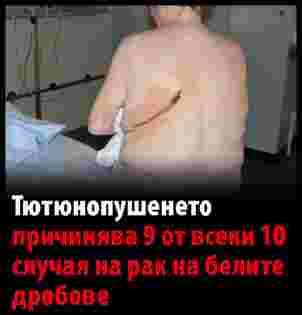 Тютюнопушенето
причинява 9 от всеки 10
случая на рак на белите
дробове